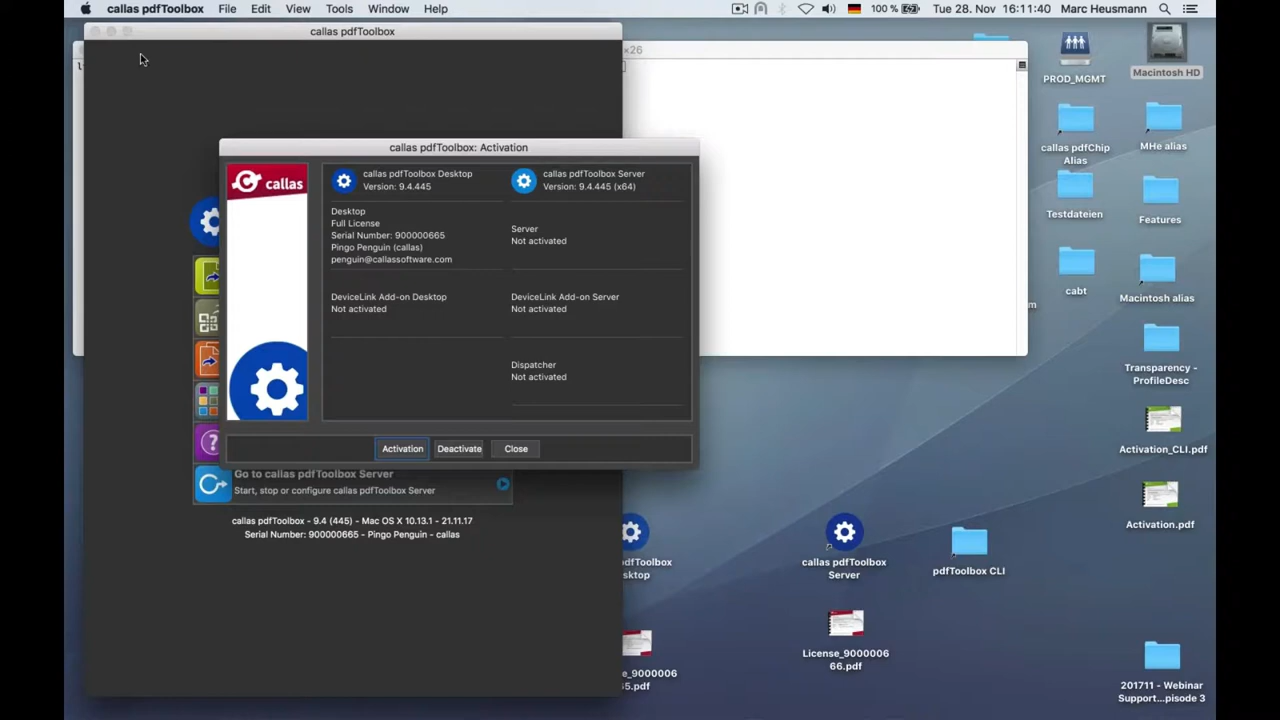 callas pdfToolbox File Edit View Tools Window Help
100 % Tue 28. Nov 16:11:40 Marc Heusmann
callas pdfToolbox
×26
callas pdfToolbox: Activation
callas
callas pdfToolbox Desktop
Version: 9.4.445
Desktop
Full License
Serial Number: 900000665
Pingo Penguin (callas)
penguin@callassoftware.com
DeviceLink Add-on Desktop
Not activated
callas pdfToolbox Server
Version: 9.4.445 (x64)
Server
Not activated
DeviceLink Add-on Server
Not activated
Dispatcher
Not activated
Activation Deactivate Close
Go to callas pdfToolbox Server
Start, stop or configure callas pdfToolbox Server
callas pdfToolbox - 9.4 (445) - Mac OS X 10.13.1 - 21.11.17
Serial Number: 900000665 - Pingo Penguin - callas
PROD_MGMT
Macintosh HD
callas pdfChip
Alias
MHe alias
Testdateien
Features
cabt
Macintosh alias
Transparency -
ProfileDesc
Activation_CLI.pdf
Activation.pdf
dfToolbox
sktop
callas pdfToolbox
Server
pdfToolbox CLI
e_9000006
5.pdf
License_9000006
66.pdf
201711 - Webinar
Support...pisode 3